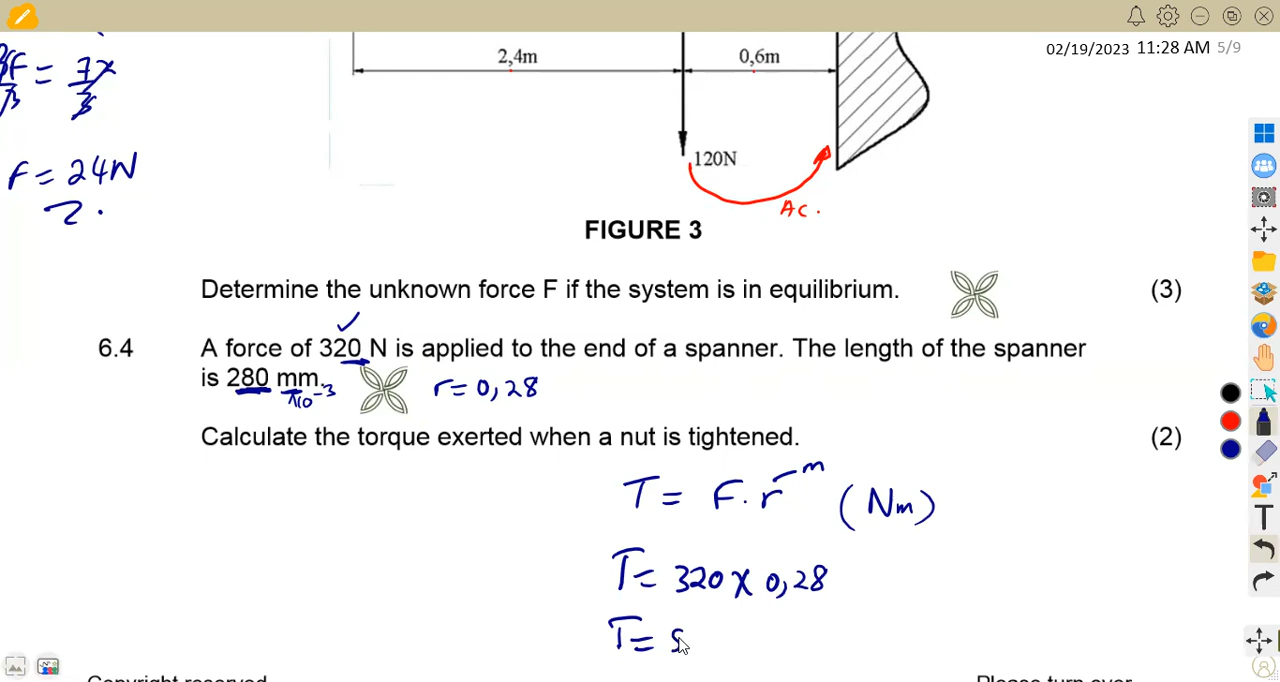 02/19/2023 11:28 AM 5/9
2,4m
0,6m
F = 24N
120N
AC.
FIGURE 3
Determine the unknown force F if the system is in equilibrium. (3)
6.4 A force of 320 N is applied to the end of a spanner. The length of the spanner
is 280 mm. r = 0,28
x10⁻³
Calculate the torque exerted when a nut is tightened. (2)
T = F. r m (Nm)
T = 320 x 0,28
T =
Copyright reserved
Please turn over